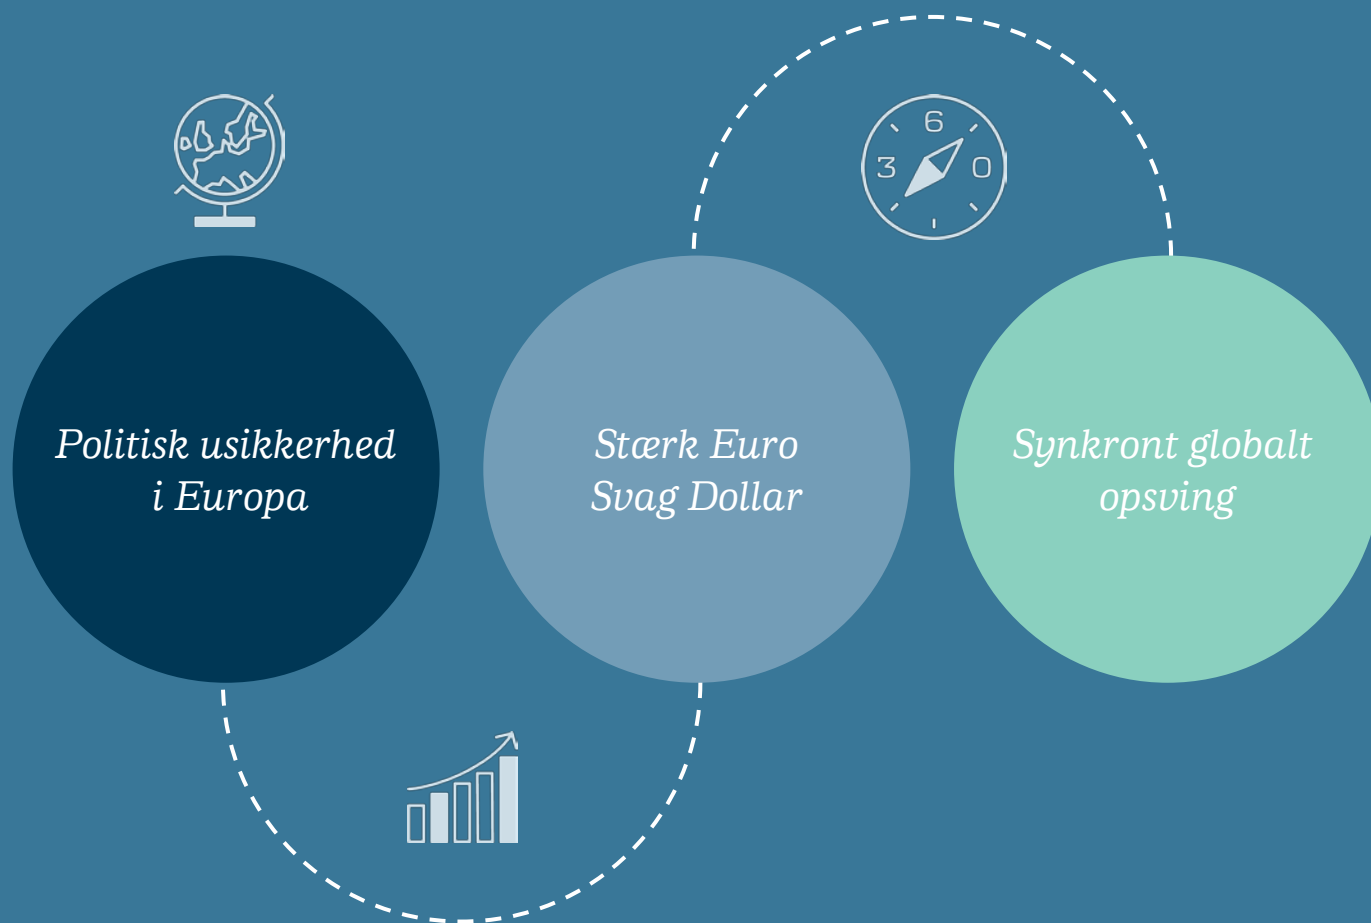 6
3 0
Politisk usikkerhed
i Europa
Stærk Euro
Svag Dollar
Synkront globalt
opsving